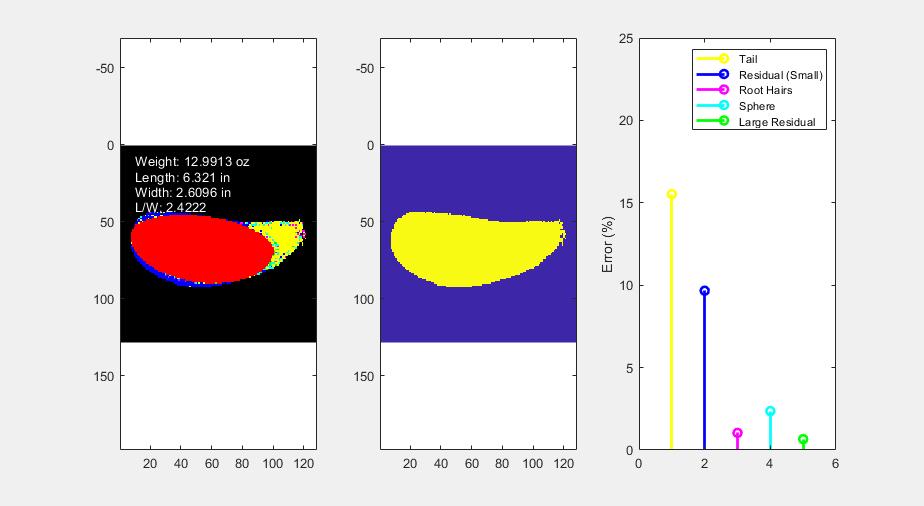 -50
0
50
100
150
20 40 60 80 100 120
Weight: 12.9913 oz
Length: 6.321 in
Width: 2.6096 in
L/W: 2.4222
-50
0
50
100
150
20 40 60 80 100 120
Error (%)
25
20
15
10
5
0
0 2 4 6
Tail
Residual (Small)
Root Hairs
Sphere
Large Residual